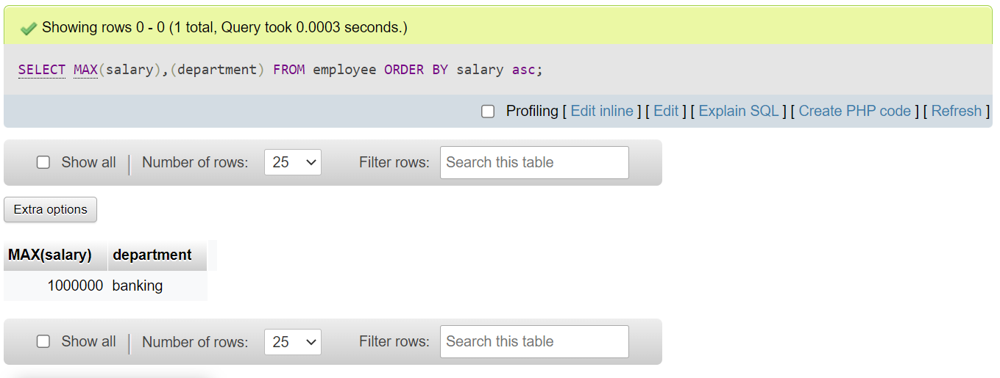 Showing rows 0 - 0 (1 total, Query took 0.0003 seconds.)
SELECT MAX(salary),(department) FROM employee ORDER BY salary asc;
Profiling [ Edit inline ] [ Edit ] [ Explain SQL ] [ Create PHP code ] [ Refresh ]
Show all | Number of rows: 25 Filter rows: Search this table
Extra options
MAX(salary) department
1000000 banking
Show all | Number of rows: 25 Filter rows: Search this table